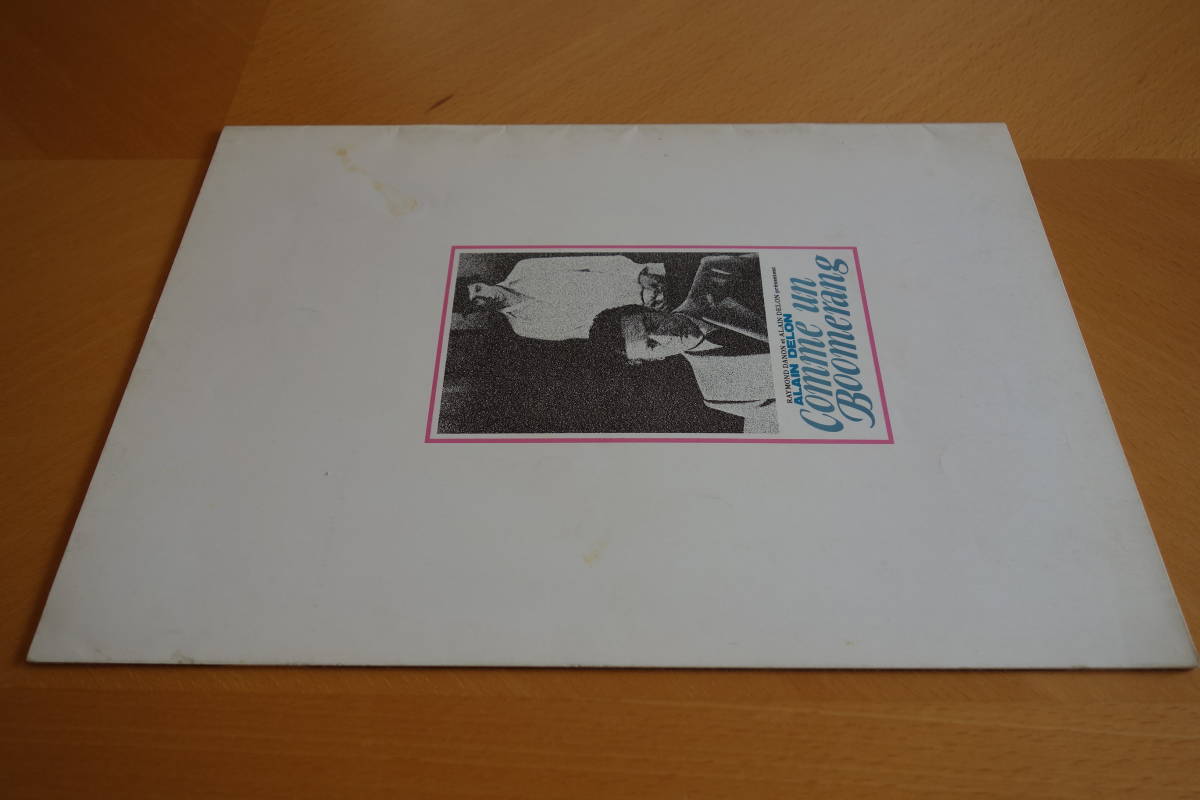 RAYMOND DANON et ALAIN DELON présentent
ALAIN DELON
Comme un
Boomerang